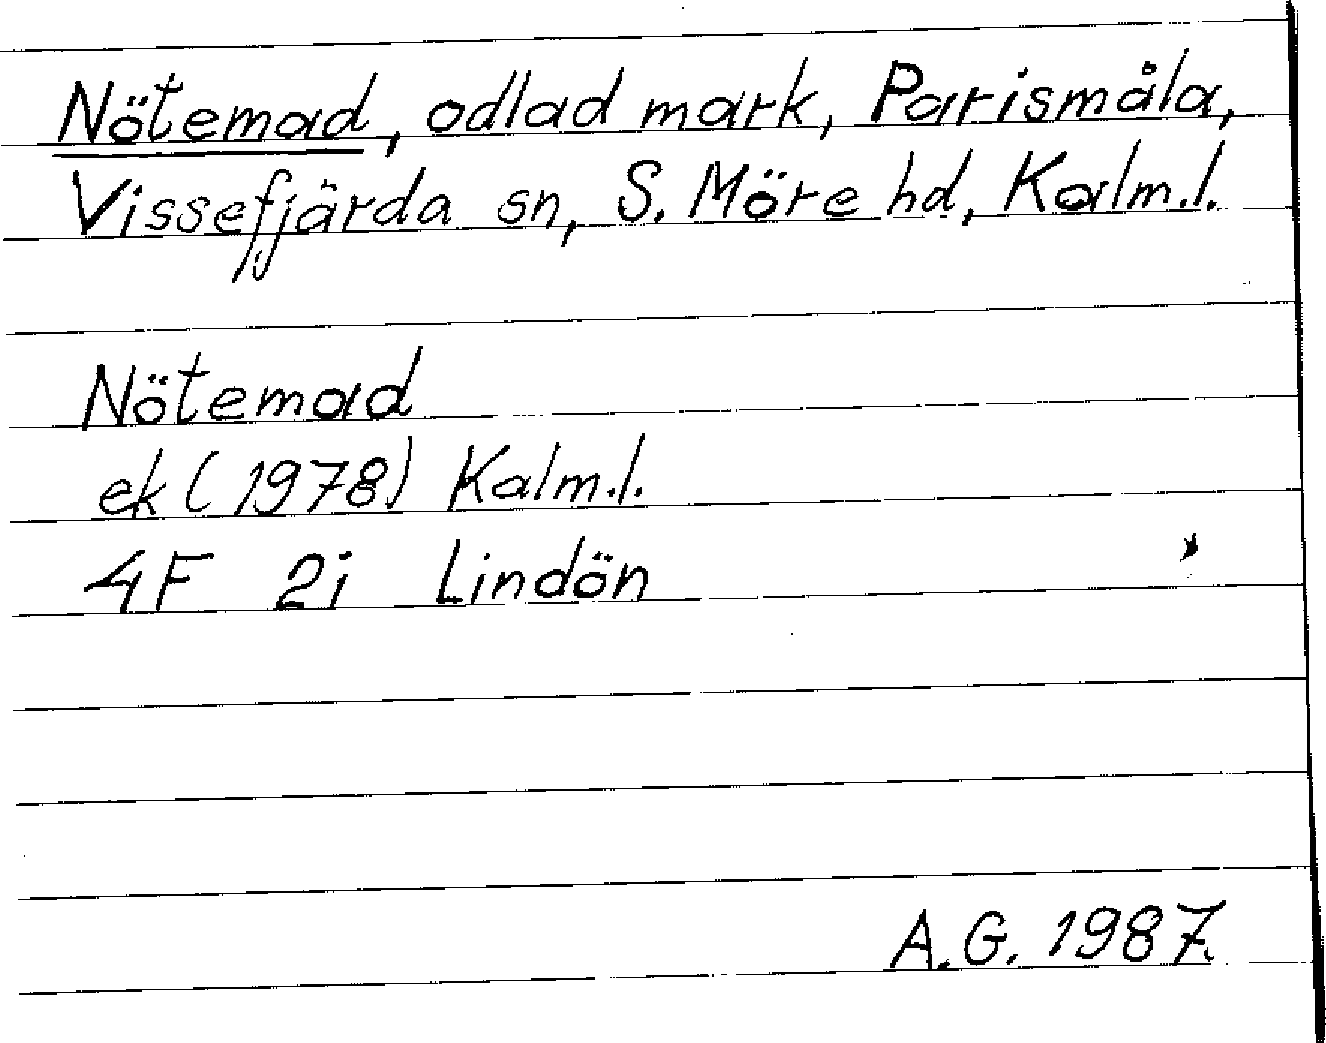 Nötemad, odlad mark, Parismåla,
Vissefjärda sn, S. Möre hd, Kalm.l.
Nötemad
ek (1978) Kalm.l.
4F 2i Lindön
A.G. 1987.